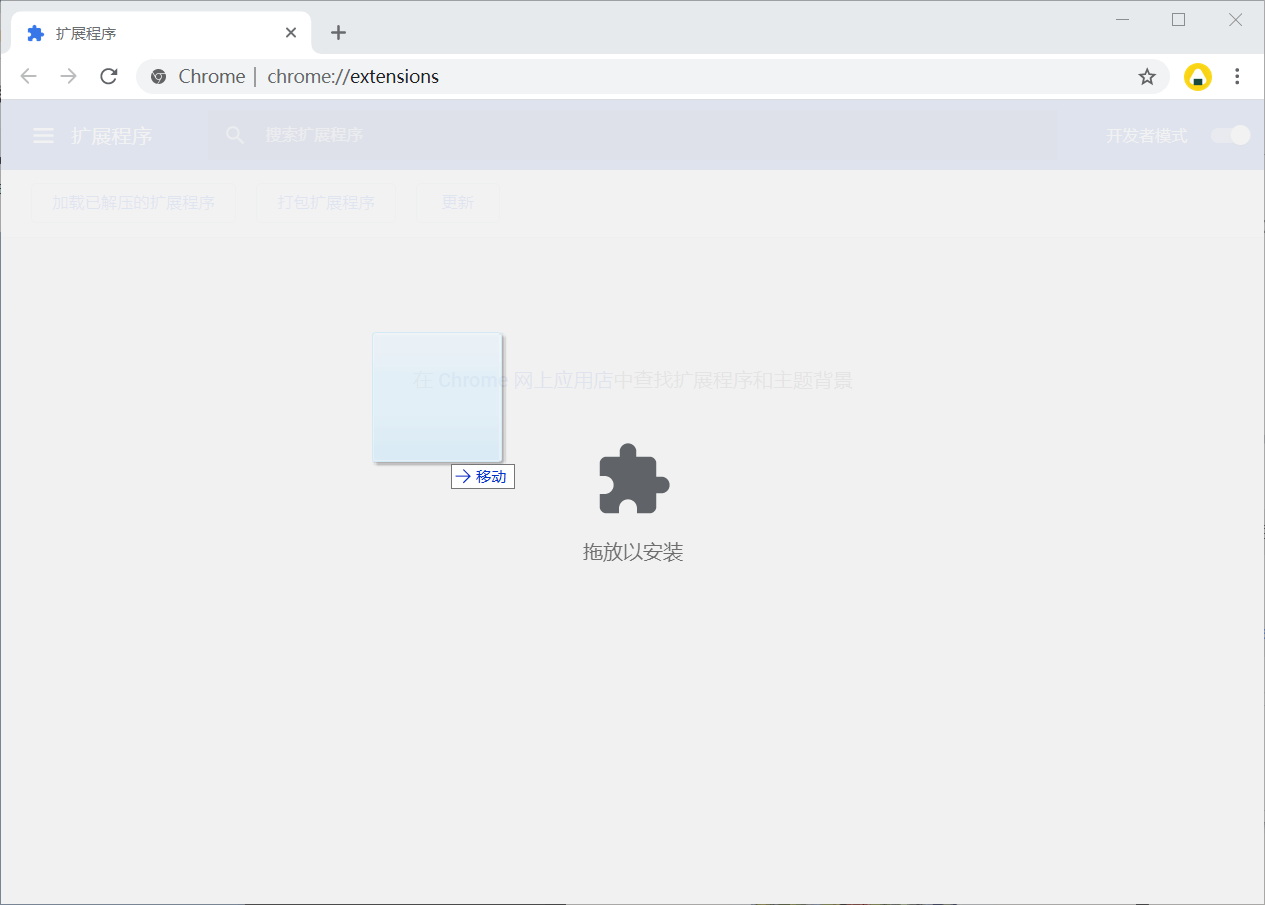 扩展程序
Chrome | chrome://extensions
扩展程序 搜索扩展程序 开发者模式
加载已解压的扩展程序 打包扩展程序 更新
在 Chrome 网上应用店中查找扩展程序和主题背景
移动
拖放以安装